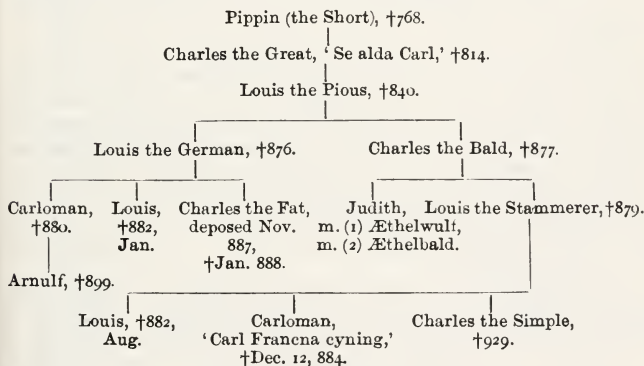 Pippin (the Short), †768.
Charles the Great, ‘ Se alda Carl,’ †814.
Louis the Pious, †840.
Louis the German, †876. Charles the Bald, †877.
Carloman, Louis, Charles the Fat, Judith, Louis the Stammerer, †879.
†880. †882, deposed Nov. m. (1) Æthelwulf,
Jan. 887, m. (2) Æthelbald.
†Jan. 888.
Arnulf, †899.
Louis, †882, Carloman, Charles the Simple,
Aug. ‘Carl Francna cyning,’ †929.
†Dec. 12, 884.